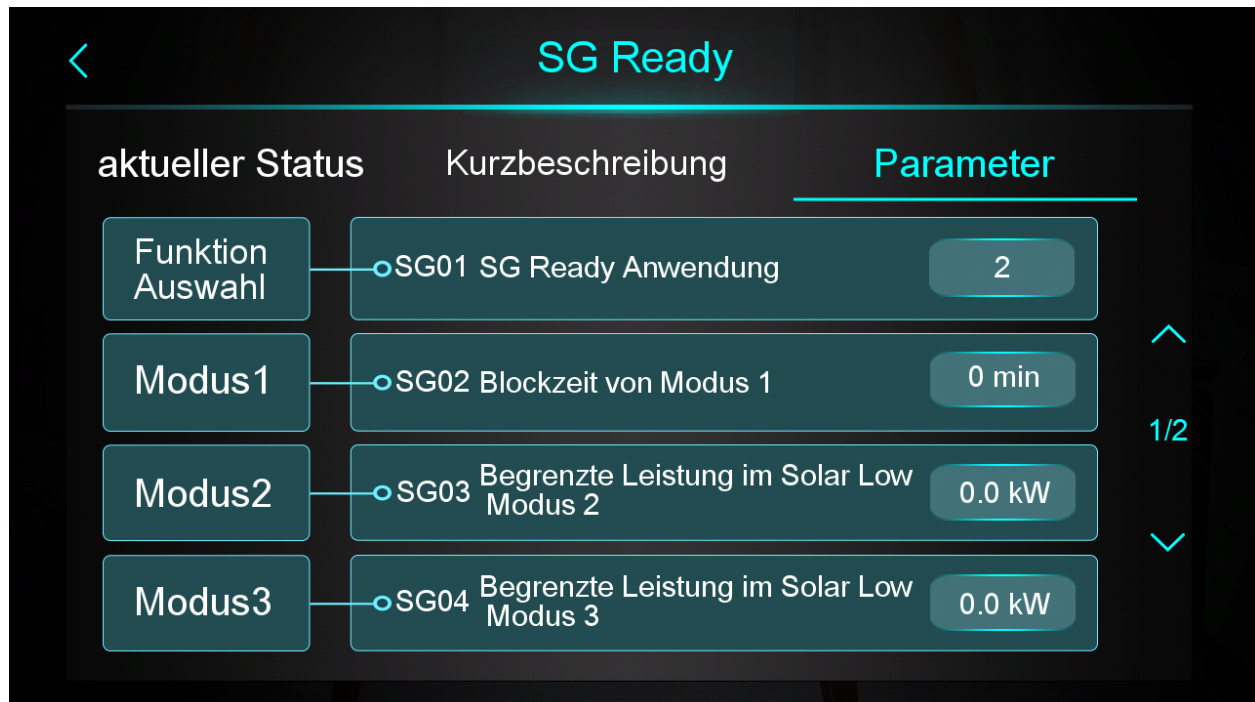 SG Ready
aktueller Status Kurzbeschreibung Parameter
Funktion
Auswahl
SG01 SG Ready Anwendung 2
Modus1 SG02 Blockzeit von Modus 1 0 min
1/2
Modus2 SG03 Begrenzte Leistung im Solar Low
Modus 2 0.0 kW
Modus3 SG04 Begrenzte Leistung im Solar Low
Modus 3 0.0 kW